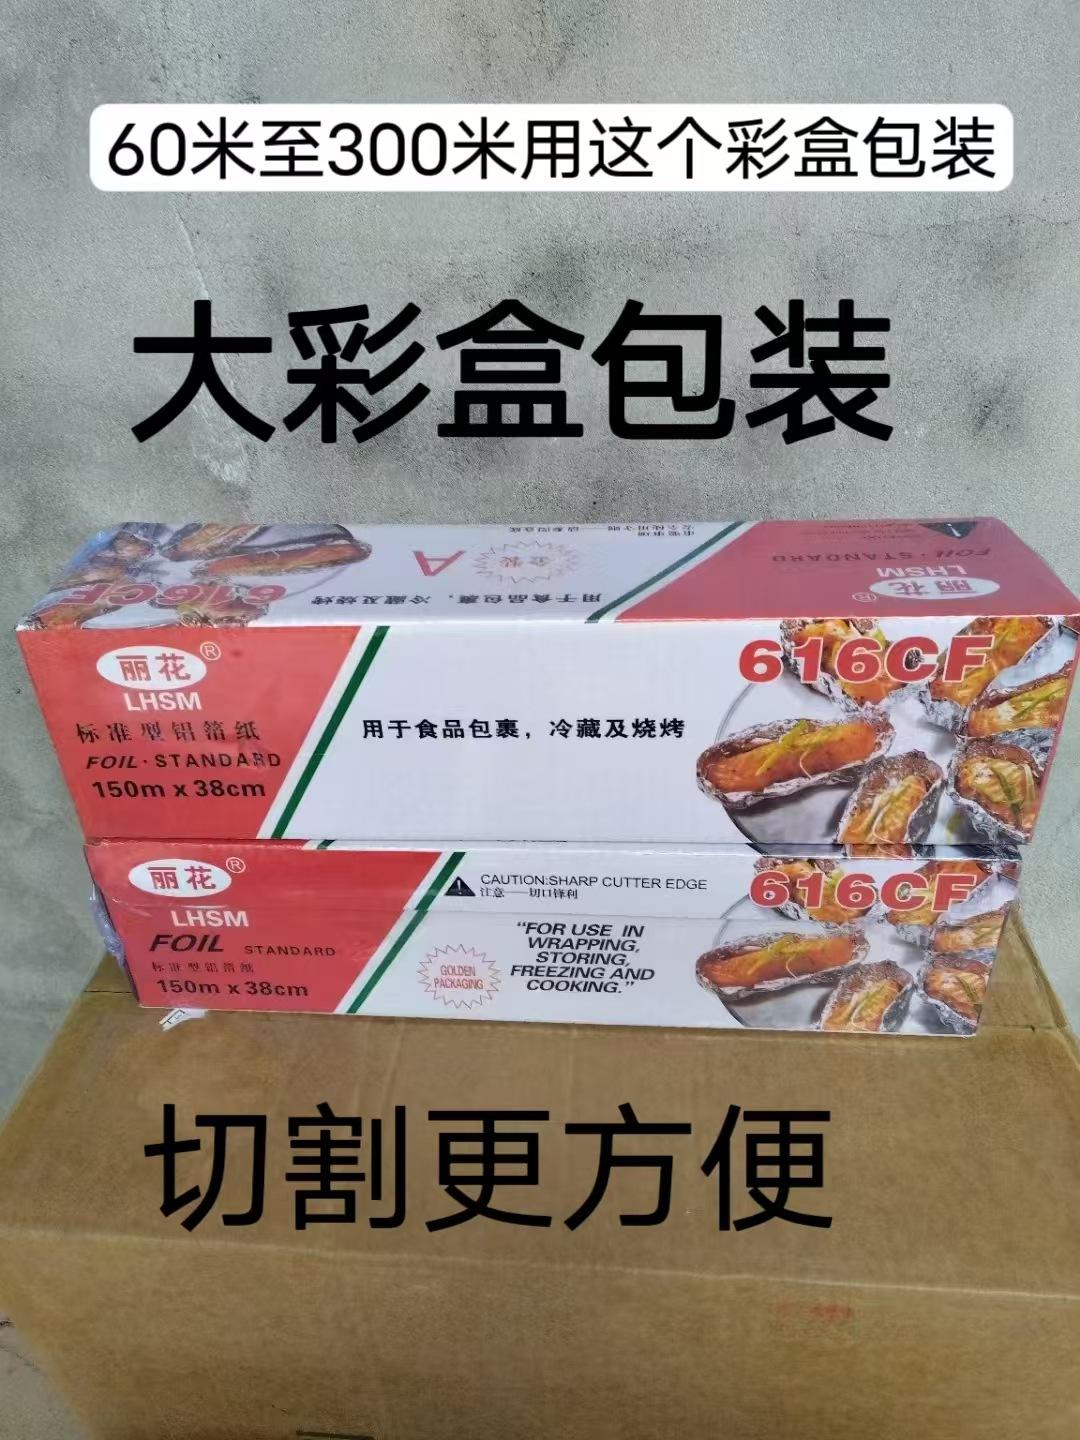 60米至300米用这个彩盒包装
大彩盒包装
616CF
A
金装
用于食品包裹，冷藏及烧烤
FOIL·STANDARD
LHSM
丽花®
丽花®
LHSM
标准型铝箔纸
FOIL·STANDARD
150m x 38cm
用于食品包裹，冷藏及烧烤
616CF
丽花®
LHSM
FOIL STANDARD
标准型铝箔纸
150m x 38cm
CAUTION:SHARP CUTTER EDGE
注意——切口锋利
GOLDEN
PACKAGING
“FOR USE IN
WRAPPING,
STORING,
FREEZING AND
COOKING.”
616CF
切割更方便